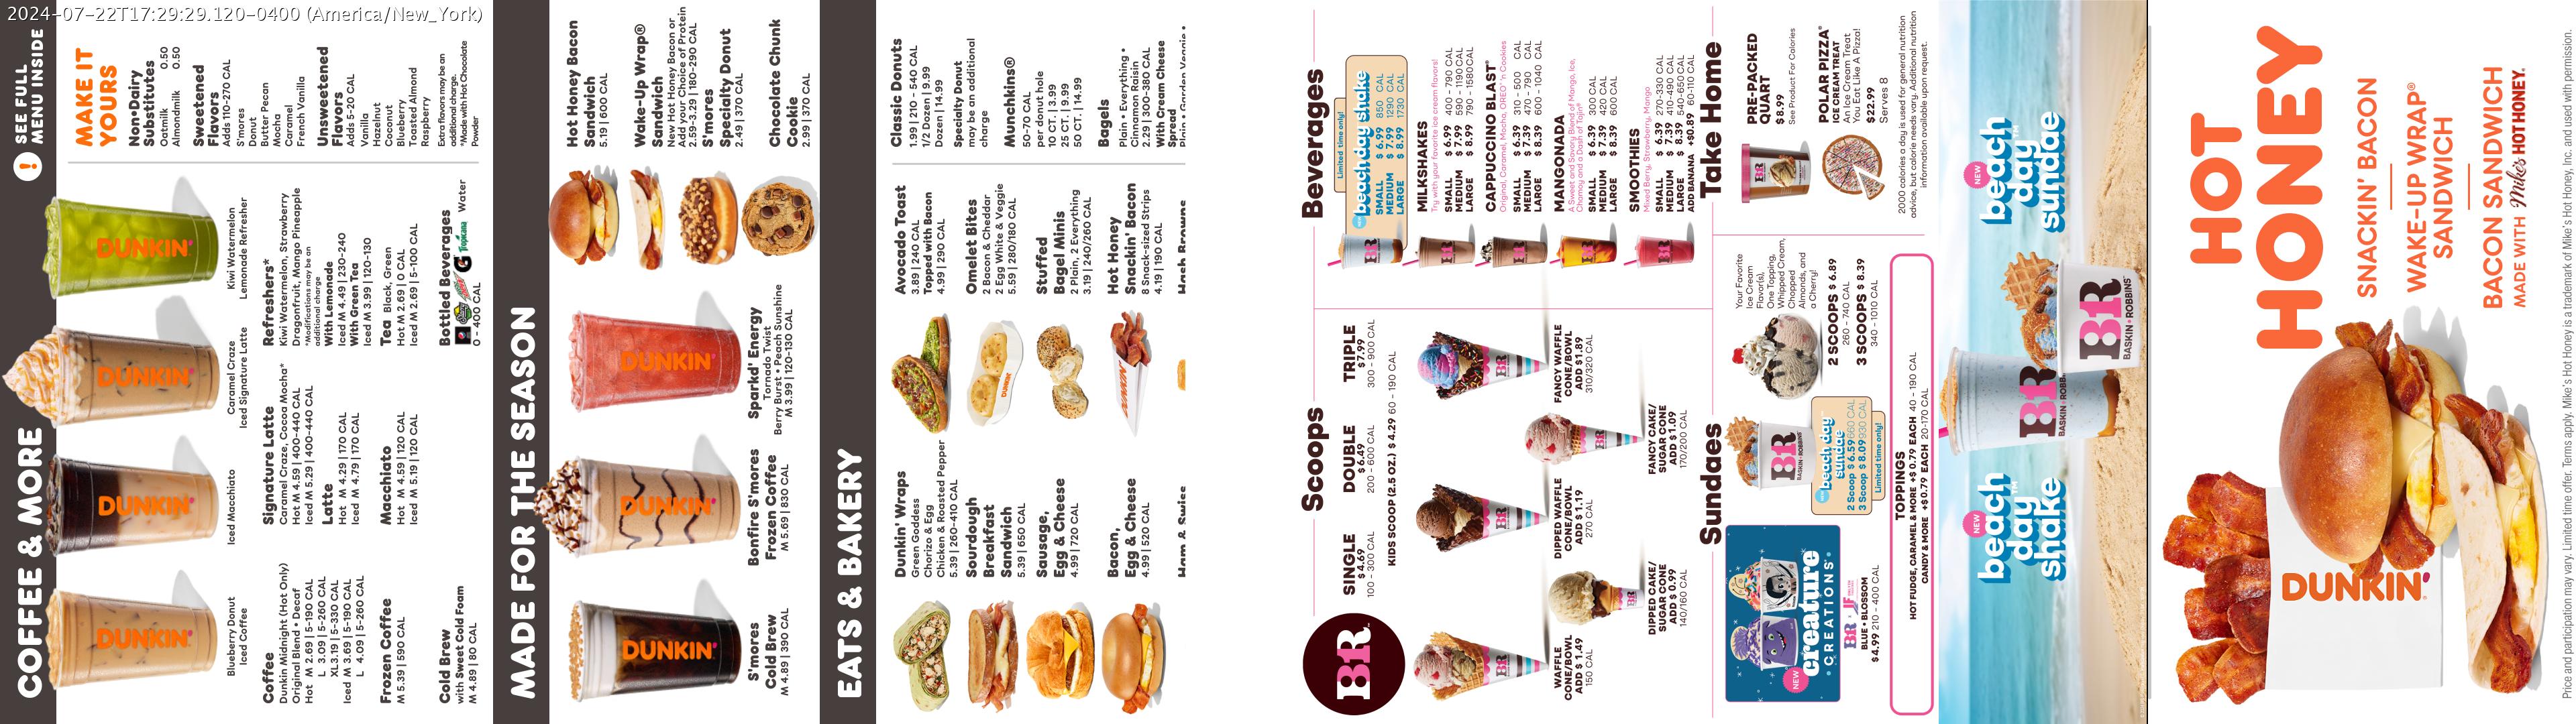 2024-07-22T17:29:29.120-0400 (America/New_York)
COFFEE & MORE
! SEE FULL
MENU INSIDE
DUNKIN'
DUNKIN'
DUNKIN'
DUNKIN'
Blueberry Donut
Iced Coffee
Iced Macchiato
Caramel Craze
Iced Signature Latte
Kiwi Watermelon
Lemonade Refresher
Coffee
Dunkin Midnight (Hot Only)
Original Blend • Decaf
Hot M 2.69 | 5-190 CAL
L 3.09 | 5-260 CAL
XL3.19 | 5-330 CAL
Iced M 3.69 | 5-190 CAL
L 4.09 | 5-260 CAL
Frozen Coffee
M 5.39 | 590 CAL
Cold Brew
with Sweet Cold Foam
M 4.89 | 80 CAL
Signature Latte
Caramel Craze, Cocoa Mocha*
Hot M 4.59 | 400-440 CAL
Iced M 5.29 | 400-440 CAL
Latte
Hot M 4.29 | 170 CAL
Iced M 4.79 | 170 CAL
Macchiato
Hot M 4.59 | 120 CAL
Iced M 5.19 | 120 CAL
Refreshers*
Kiwi Watermelon, Strawberry
Dragonfruit, Mango Pineapple
*Modifications may be an
additional charge
With Lemonade
Iced M 4.49 | 230-240
With Green Tea
Iced M 3.99 | 120-130
Tea Black, Green
Hot M 2.69 | 0 CAL
Iced M 2.69 | 5-100 CAL
Bottled Beverages
G Tropicana Water
0 - 400 CAL
MAKE IT
YOURS
Non•Dairy
Substitutes
Oatmilk 0.50
Almondmilk 0.50
Sweetened
Flavors
Adds 110-270 CAL
S'mores
Donut
Butter Pecan
Mocha
Caramel
French Vanilla
Unsweetened
Flavors
Adds 5-20 CAL
Vanilla
Hazelnut
Coconut
Blueberry
Toasted Almond
Raspberry
Extra flavors may be an
additional charge.
*Made with Hot Chocolate
Powder
MADE FOR THE SEASON
DUNKIN'
DUNKIN'
DUNKIN'
S'mores
Cold Brew
M 4.89 | 390 CAL
Bonfire S'mores
Frozen Coffee
M 5.69 | 830 CAL
Sparkd' Energy
Tornado Twist
Berry Burst • Peach Sunshine
M 3.99 | 120-130 CAL
Hot Honey Bacon
Sandwich
5.19 | 600 CAL
Wake-Up Wrap®
Sandwich
New Hot Honey Bacon or
Add your Choice of Protein
2.59-3.29 | 180-290 CAL
S'mores
Specialty Donut
2.49 | 370 CAL
Chocolate Chunk
Cookie
2.99 | 370 CAL
EATS & BAKERY
Dunkin' Wraps
Green Goddess
Chorizo & Egg
Chicken & Roasted Pepper
5.39 | 260-410 CAL
Sourdough
Breakfast
Sandwich
5.39 | 650 CAL
Sausage,
Egg & Cheese
4.99 | 720 CAL
Bacon,
Egg & Cheese
4.99 | 520 CAL
Ham & Swiss
DUNKIN'
DUNKIN'
Avocado Toast
3.89 | 240 CAL
Topped with Bacon
4.99 | 290 CAL
Omelet Bites
2 Bacon & Cheddar
2 Egg White & Veggie
5.59 | 280/180 CAL
Stuffed
Bagel Minis
2 Plain, 2 Everything
3.19 | 240/260 CAL
Hot Honey
Snackin' Bacon
8 Snack-sized Strips
4.19 | 190 CAL
Hash Browns
Classic Donuts
1.99 | 210 - 540 CAL
1/2 Dozen | 9.99
Dozen | 14.99
Specialty Donut
may be an additional
charge
Munchkins®
50-70 CAL
per donut hole
10 CT. | 3.99
25 CT. | 9.99
50 CT. | 14.99
Bagels
Plain • Everything •
Cinnamon Raisin
2.29 | 300-380 CAL
With Cream Cheese
Spread
Plain • Garden Veggie •
BR
Scoops
SINGLE
$ 4.69
100 - 300 CAL
DOUBLE
$ 6.49
200 - 600 CAL
TRIPLE
$ 7.99
300 - 900 CAL
KIDS SCOOP (2.5 OZ.) $ 4.29 60 - 190 CAL
WAFFLE
CONE/BOWL
ADD $ 1.49
150 CAL
DIPPED WAFFLE
CONE/BOWL
ADD $ 1.19
270 CAL
FANCY WAFFLE
CONE/BOWL
ADD $1.89
310/320 CAL
DIPPED CAKE/
SUGAR CONE
ADD $ 0.99
140/160 CAL
FANCY CAKE/
SUGAR CONE
ADD $ 1.09
170/200 CAL
Beverages
Limited time only!
beach day shake
SMALL $ 6.99 850 CAL
MEDIUM $ 7.99 1290 CAL
LARGE $ 8.99 1730 CAL
MILKSHAKES
Try with your favorite ice cream flavors!
SMALL $ 6.99 400 - 790 CAL
MEDIUM $ 7.99 590 - 1190 CAL
LARGE $ 8.99 790 - 1580 CAL
CAPPUCCINO BLAST®
Original, Caramel, Mocha, OREO® 'n Cookies
SMALL $ 6.39 310 - 500 CAL
MEDIUM $ 7.39 470 - 790 CAL
LARGE $ 8.39 600 - 1040 CAL
MANGONADA
A Sweet and Savory Blend of Mango, Ice,
Chamoy and a Dash of Tajín®
SMALL $ 6.39 300 CAL
MEDIUM $ 7.39 420 CAL
LARGE $ 8.39 600 CAL
SMOOTHIES
Mixed Berry, Strawberry, Mango
SMALL $ 6.39 270-330 CAL
MEDIUM $ 7.39 410-490 CAL
LARGE $ 8.39 540-650 CAL
ADD BANANA +$0.89 60-110 CAL
Sundaes
NEW
creature
CREATIONS®
BR JF
BLUE • BLOSSOM
$ 4.99 210 - 400 CAL
BR
BASKIN • ROBBINS
beach day
sundae
2 Scoop $ 6.59 660 CAL
3 Scoop $ 8.09 930 CAL
Limited time only!
Your Favorite
Ice Cream
Flavor(s),
One Topping,
Whipped Cream,
Chopped
Almonds, and
a Cherry!
2 SCOOPS $ 6.89
260 - 740 CAL
3 SCOOPS $ 8.39
340 - 1010 CAL
TOPPINGS
HOT FUDGE, CARAMEL & MORE +$ 0.79 EACH 40 - 190 CAL
CANDY & MORE +$ 0.79 EACH 20-170 CAL
Take Home
PRE-PACKED
QUART
$8.99
See Product For Calories
POLAR PIZZA®
ICE CREAM TREAT
An Ice Cream Treat
You Eat Like A Pizza!
$22.99
Serves 8
2000 calories a day is used for general nutrition
advice, but calorie needs vary. Additional nutrition
information available upon request.
NEW
beach
day™
shake
BR
BASKIN • ROBBINS
BR
BASKIN • ROBBINS
NEW
beach
day™
sundae
DUNKIN'
HOT
HONEY
SNACKIN' BACON
WAKE-UP WRAP®
SANDWICH
BACON SANDWICH
MADE WITH Mike's HOT HONEY.
Price and participation may vary. Limited time offer. Terms apply. Mike's Hot Honey is a trademark of Mike's Hot Honey, Inc. and used with permission.